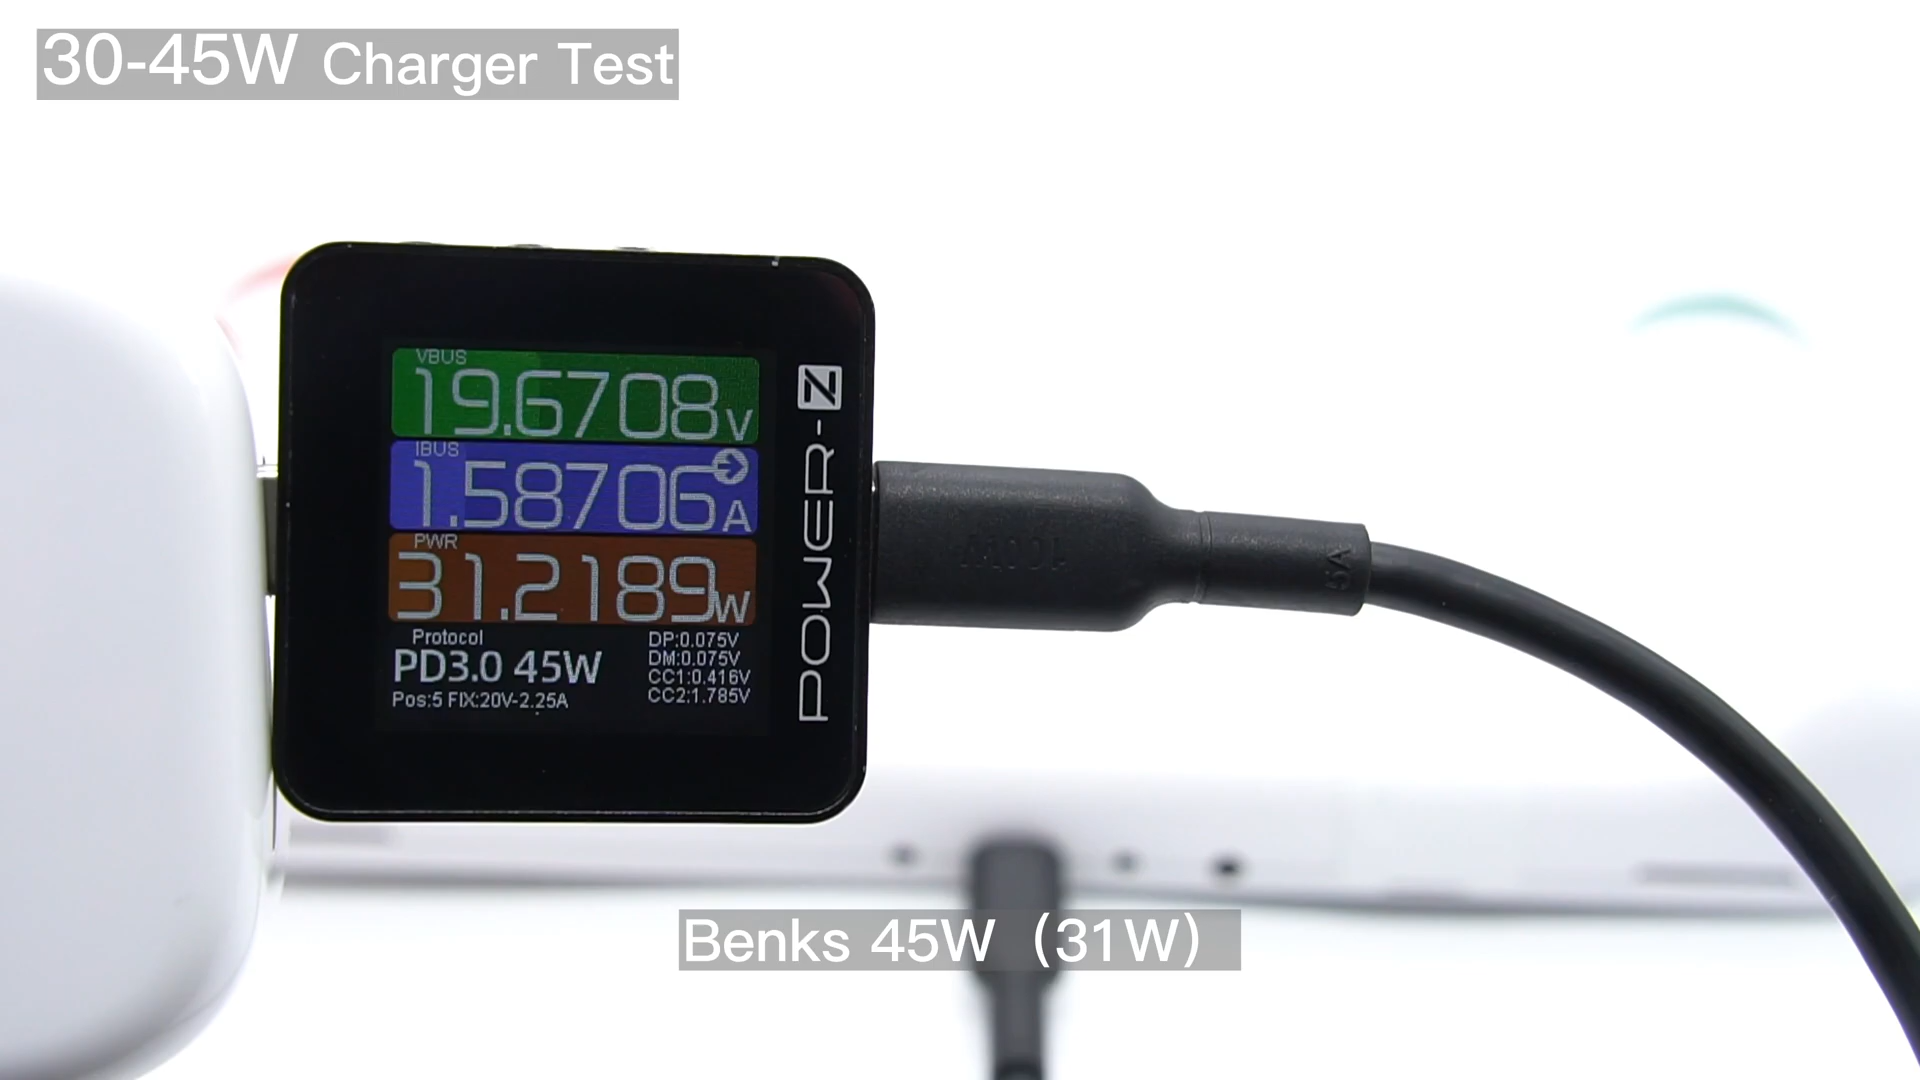 30-45W Charger Test
VBUS
19.6708V
IBUS
1.58706A
PWR
31.2189W
Protocol
PD3.0 45W
Pos:5 FIX:20V-2.25A
DP:0.075V
DM:0.075V
CC1:0.416V
CC2:1.785V
POWER-Z
100W
5A
Benks 45W（31W）